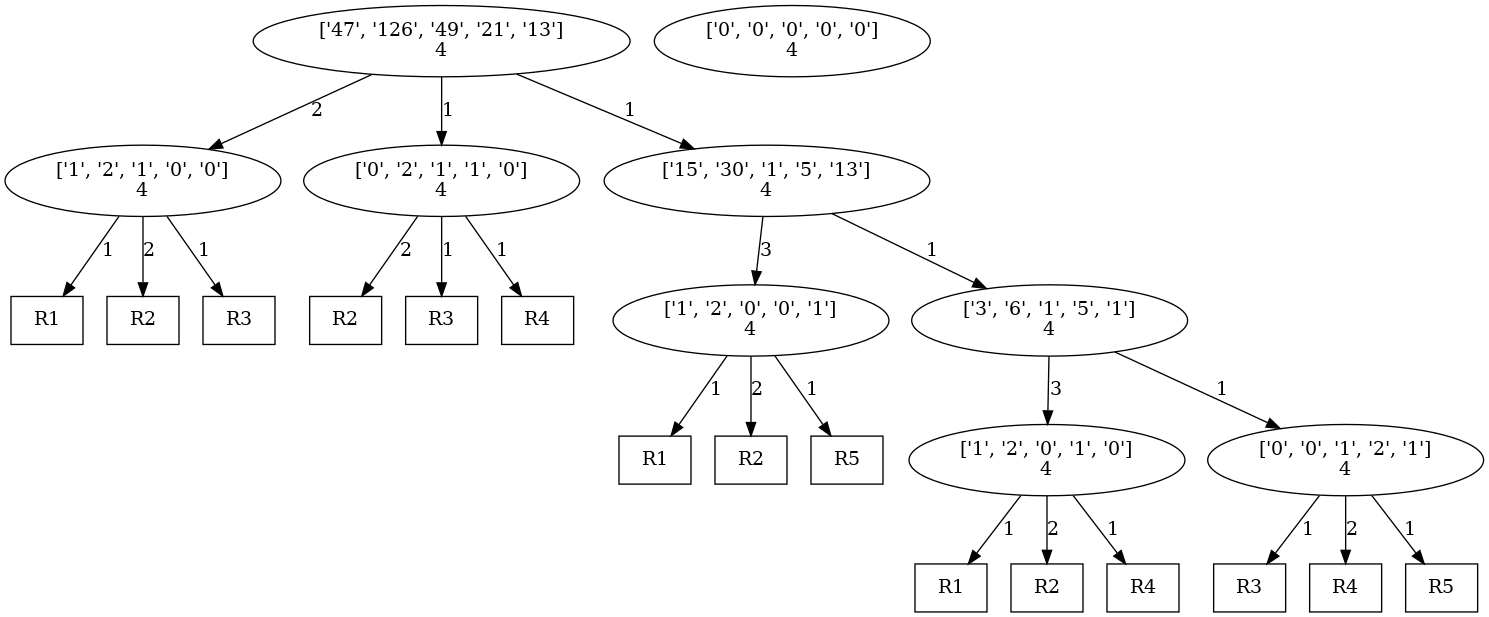 ['47', '126', '49', '21', '13']
4
['0', '0', '0', '0', '0']
4
2
1
1
['1', '2', '1', '0', '0']
4
['0', '2', '1', '1', '0']
4
['15', '30', '1', '5', '13']
4
1
2
1
2
1
1
3
1
R1
R2
R3
R2
R3
R4
['1', '2', '0', '0', '1']
4
['3', '6', '1', '5', '1']
4
1
2
1
3
1
R1
R2
R5
['1', '2', '0', '1', '0']
4
['0', '0', '1', '2', '1']
4
1
2
1
1
2
1
R1
R2
R4
R3
R4
R5